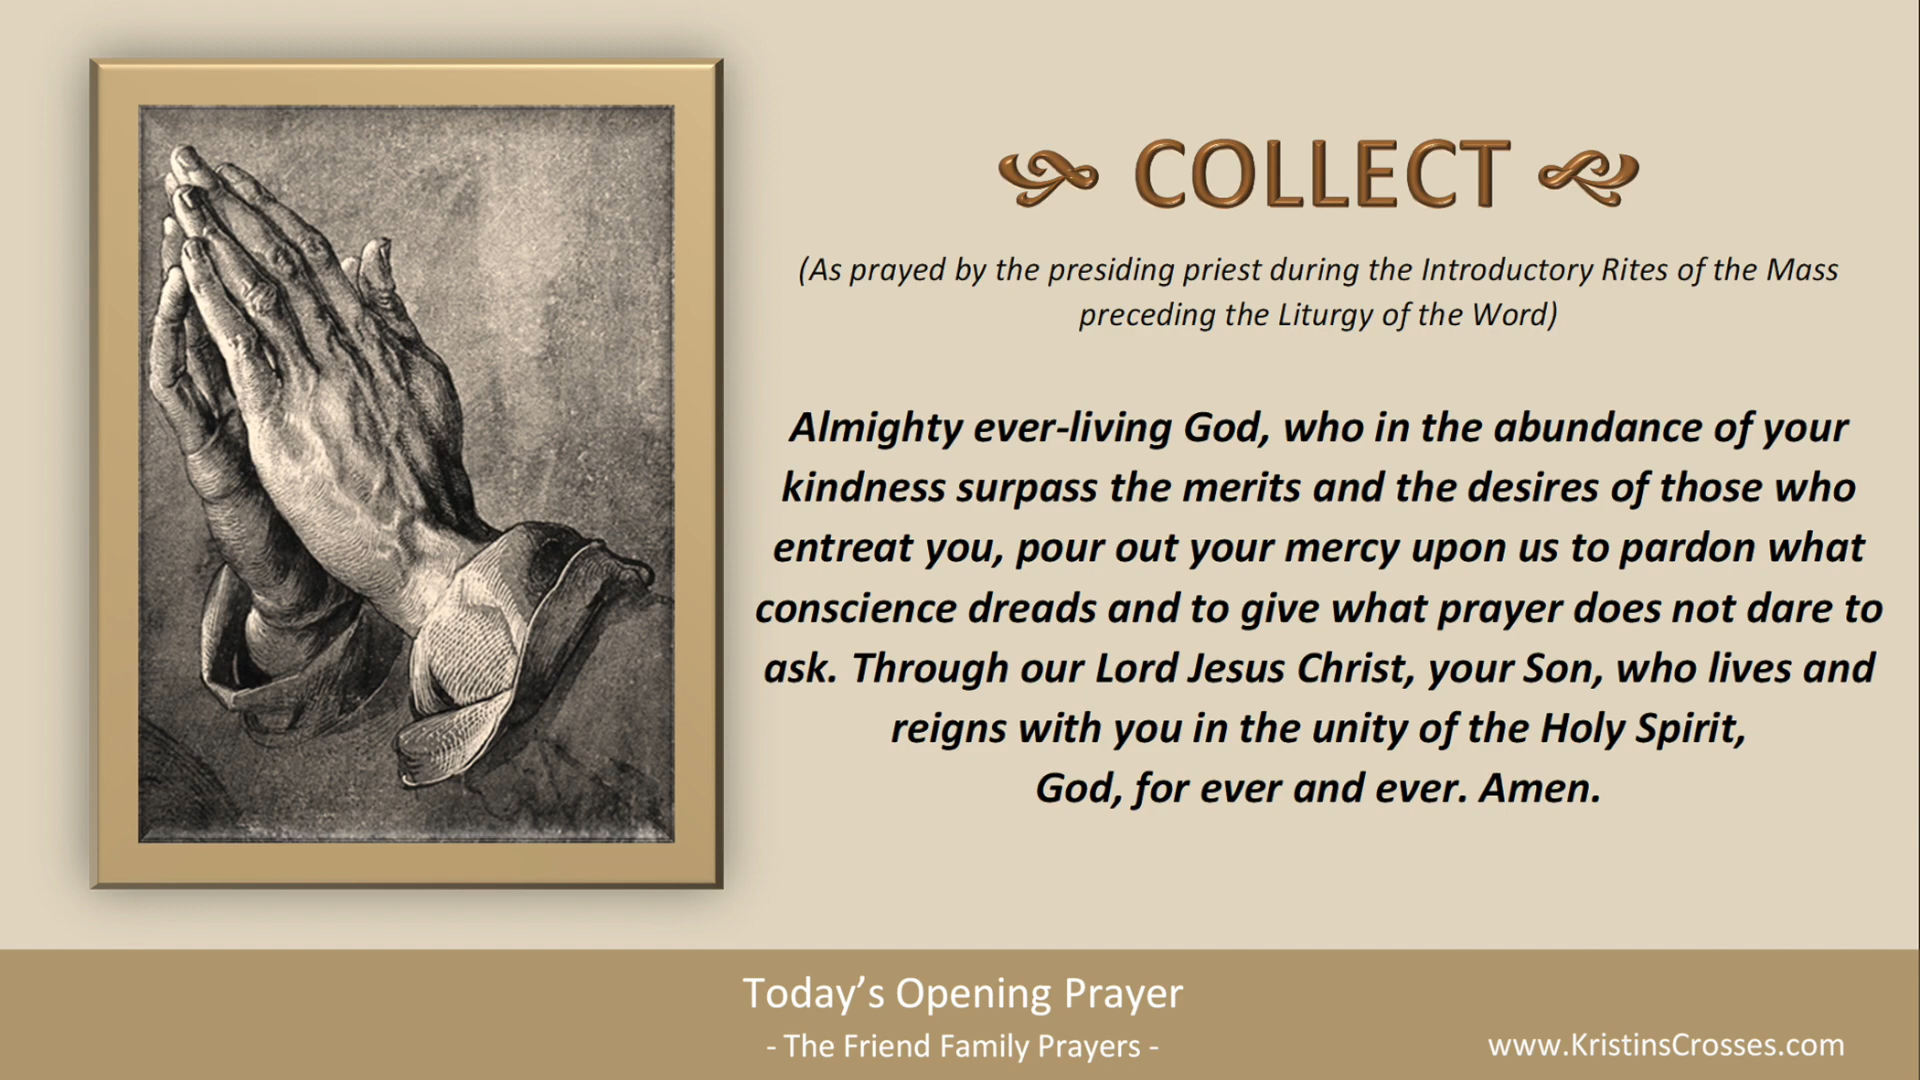 COLLECT
(As prayed by the presiding priest during the Introductory Rites of the Mass
preceding the Liturgy of the Word)
Almighty ever-living God, who in the abundance of your
kindness surpass the merits and the desires of those who
entreat you, pour out your mercy upon us to pardon what
conscience dreads and to give what prayer does not dare to
ask. Through our Lord Jesus Christ, your Son, who lives and
reigns with you in the unity of the Holy Spirit,
God, for ever and ever. Amen.
Today’s Opening Prayer
- The Friend Family Prayers -
www.KristinsCrosses.com